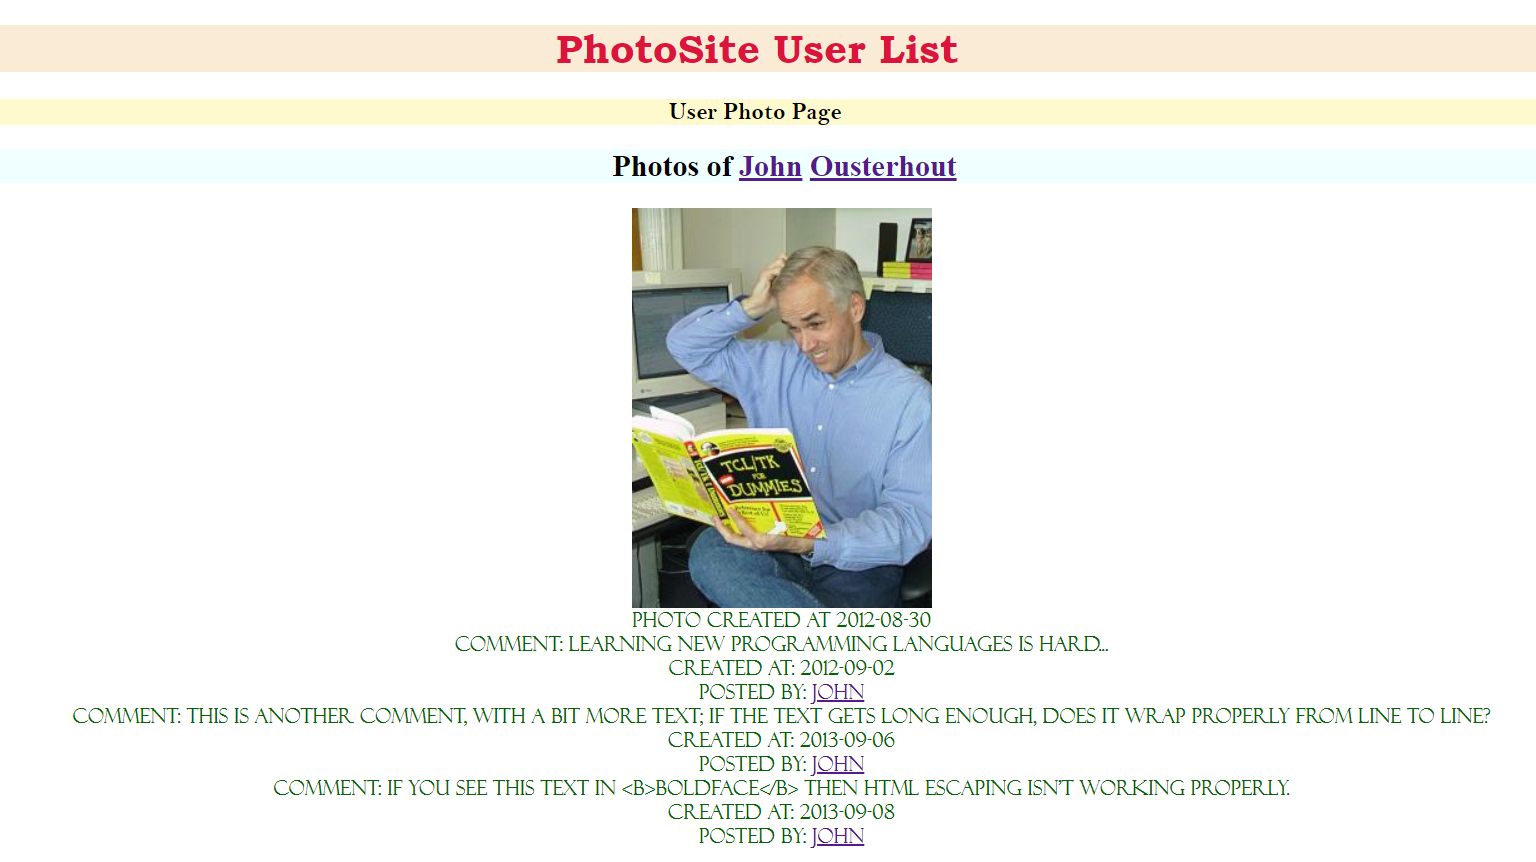 PhotoSite User List
User Photo Page
Photos of John Ousterhout
TCL/TK
FOR
DUMMIES
PHOTO CREATED AT 2012-08-30
COMMENT: LEARNING NEW PROGRAMMING LANGUAGES IS HARD...
CREATED AT: 2012-09-02
POSTED BY: JOHN
COMMENT: THIS IS ANOTHER COMMENT, WITH A BIT MORE TEXT; IF THE TEXT GETS LONG ENOUGH, DOES IT WRAP PROPERLY FROM LINE TO LINE?
CREATED AT: 2013-09-06
POSTED BY: JOHN
COMMENT: IF YOU SEE THIS TEXT IN <B>BOLDFACE</B> THEN HTML ESCAPING ISN'T WORKING PROPERLY.
CREATED AT: 2013-09-08
POSTED BY: JOHN